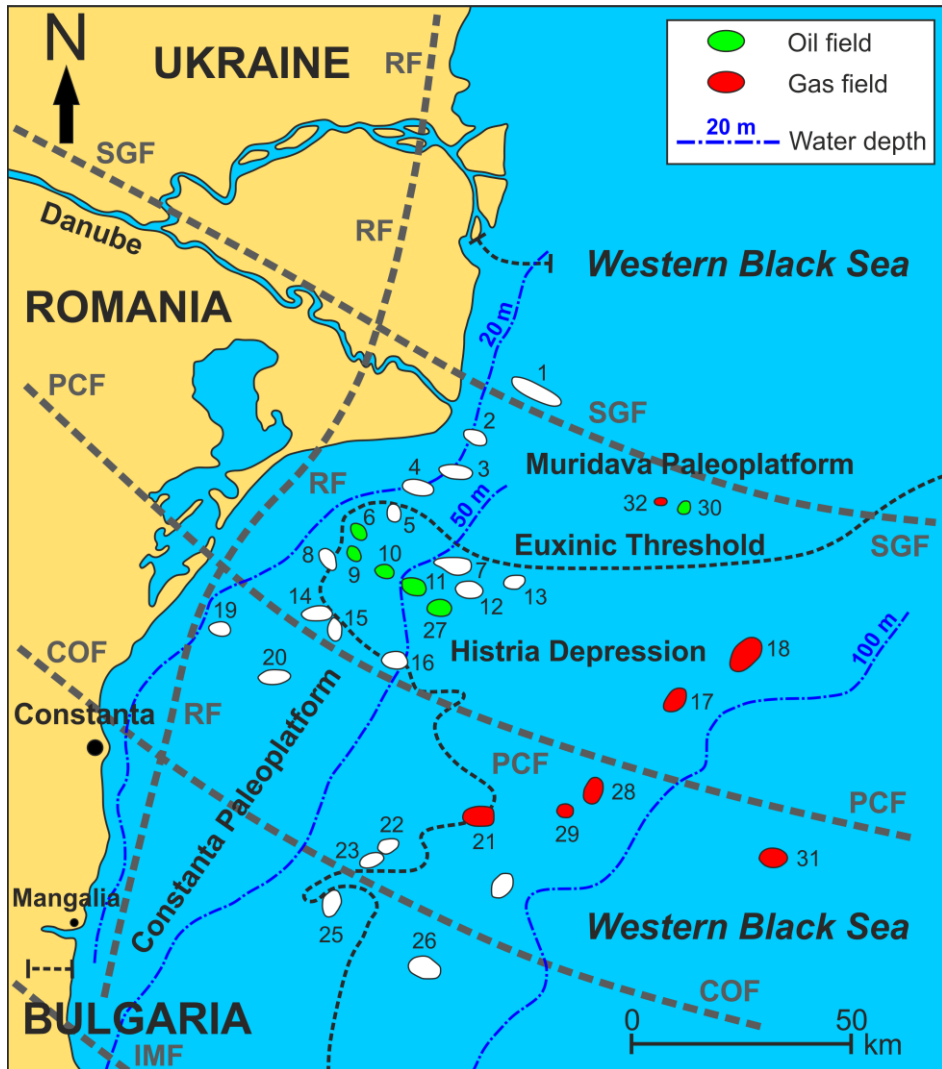 N
UKRAINE
RF
Oil field
Gas field
20 m
Water depth
SGF
RF
Danube
Western Black Sea
ROMANIA
20 m
PCF
1
SGF
2
RF
4
3
Muridava Paleoplatform
50 m
32
30
6
5
SGF
Euxinic Threshold
8
9
10
7
11
12
13
19
14
15
27
COF
20
16
Histria Depression
18
100 m
17
Constanta
RF
Constanta Paleoplatform
PCF
28
PCF
29
21
22
23
31
Mangalia
25
Western Black Sea
26
COF
BULGARIA
IMF
0
50
km